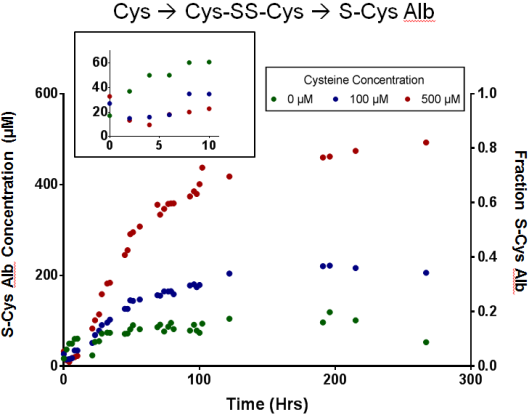 Cys → Cys-SS-Cys → S-Cys Alb
60
40
20
0
0
5
10
Cysteine Concentration
0 µM
100 µM
500 µM
600
400
200
0
1.0
0.8
0.6
0.4
0.2
0.0
0
100
200
300
S-Cys Alb Concentration (µM)
Fraction S-Cys Alb
Time (Hrs)